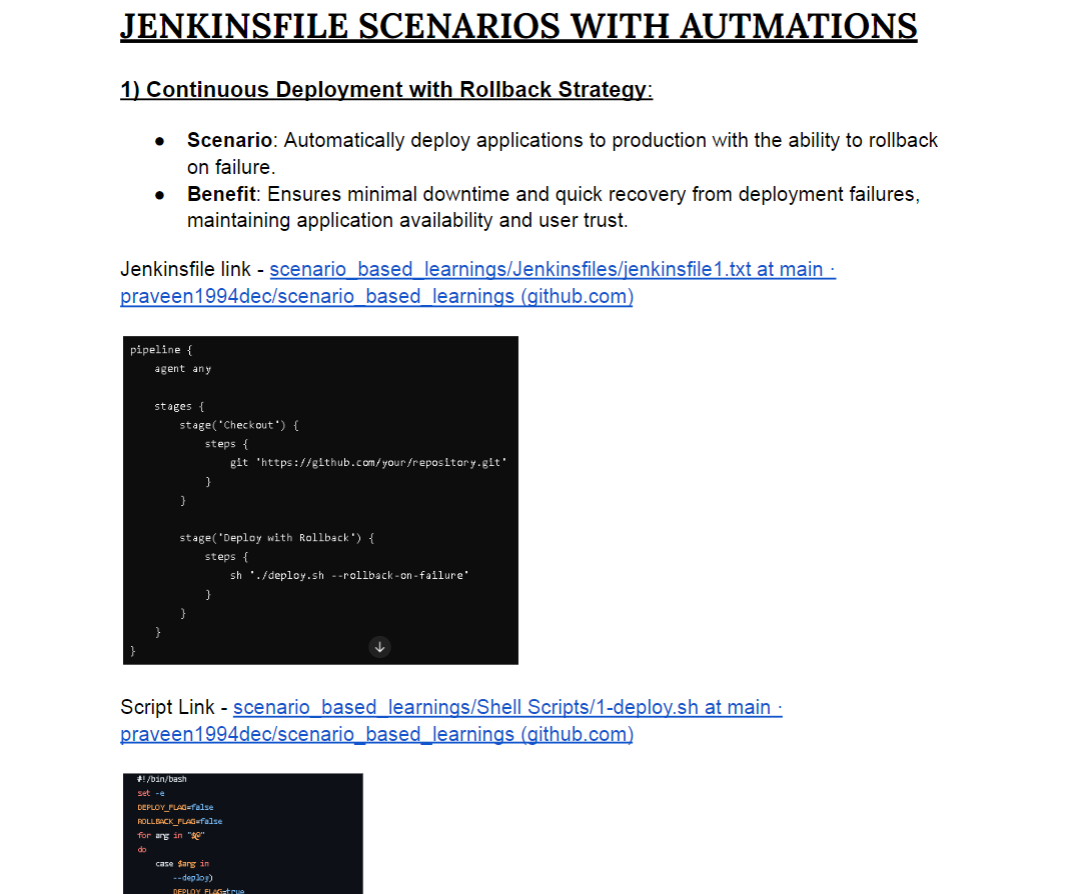 JENKINSFILE SCENARIOS WITH AUTMATIONS
1) Continuous Deployment with Rollback Strategy:
● Scenario: Automatically deploy applications to production with the ability to rollback
on failure.
● Benefit: Ensures minimal downtime and quick recovery from deployment failures,
maintaining application availability and user trust.
Jenkinsfile link - scenario_based_learnings/Jenkinsfiles/jenkinsfile1.txt at main ·
praveen1994dec/scenario_based_learnings (github.com)
pipeline {
    agent any
    stages {
        stage('Checkout') {
            steps {
                git 'https://github.com/your/repository.git'
            }
        }
        stage('Deploy with Rollback') {
            steps {
                sh './deploy.sh --rollback-on-failure'
            }
        }
    }
}
Script Link - scenario_based_learnings/Shell Scripts/1-deploy.sh at main ·
praveen1994dec/scenario_based_learnings (github.com)
#!/bin/bash
set -e
DEPLOY_FLAG=false
ROLLBACK_FLAG=false
for arg in "$@"
do
    case $arg in
        --deploy)
        DEPLOY_FLAG=true